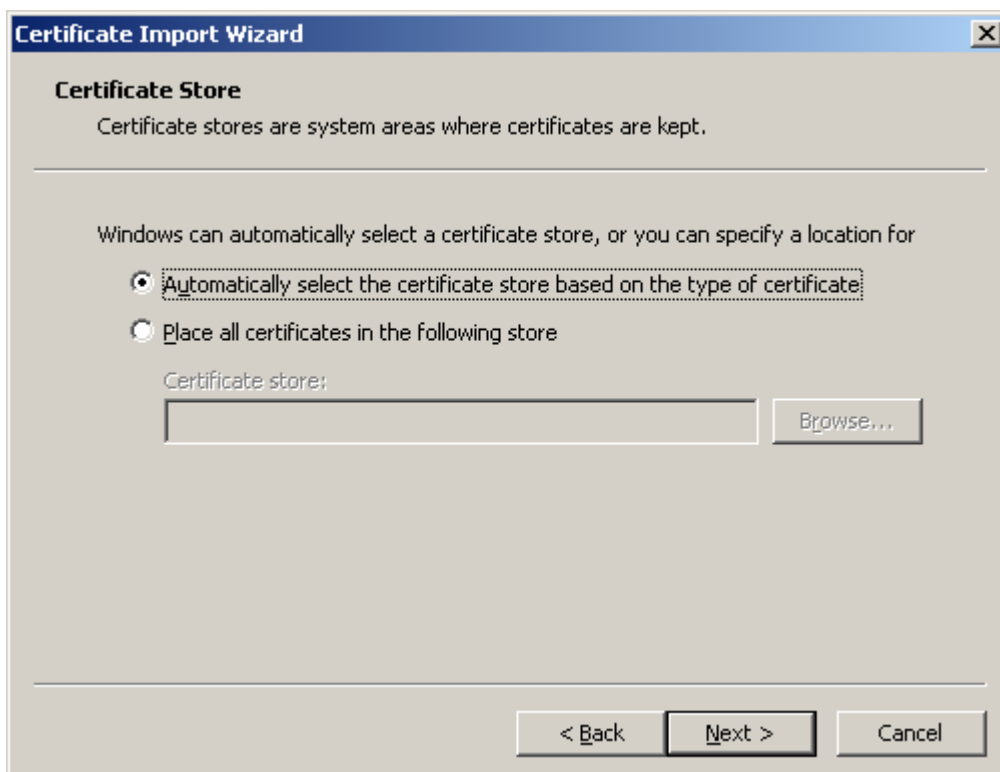 Certificate Import Wizard
Certificate Store
Certificate stores are system areas where certificates are kept.
Windows can automatically select a certificate store, or you can specify a location for
Automatically select the certificate store based on the type of certificate
Place all certificates in the following store
Certificate store:
Browse...
< Back
Next >
Cancel